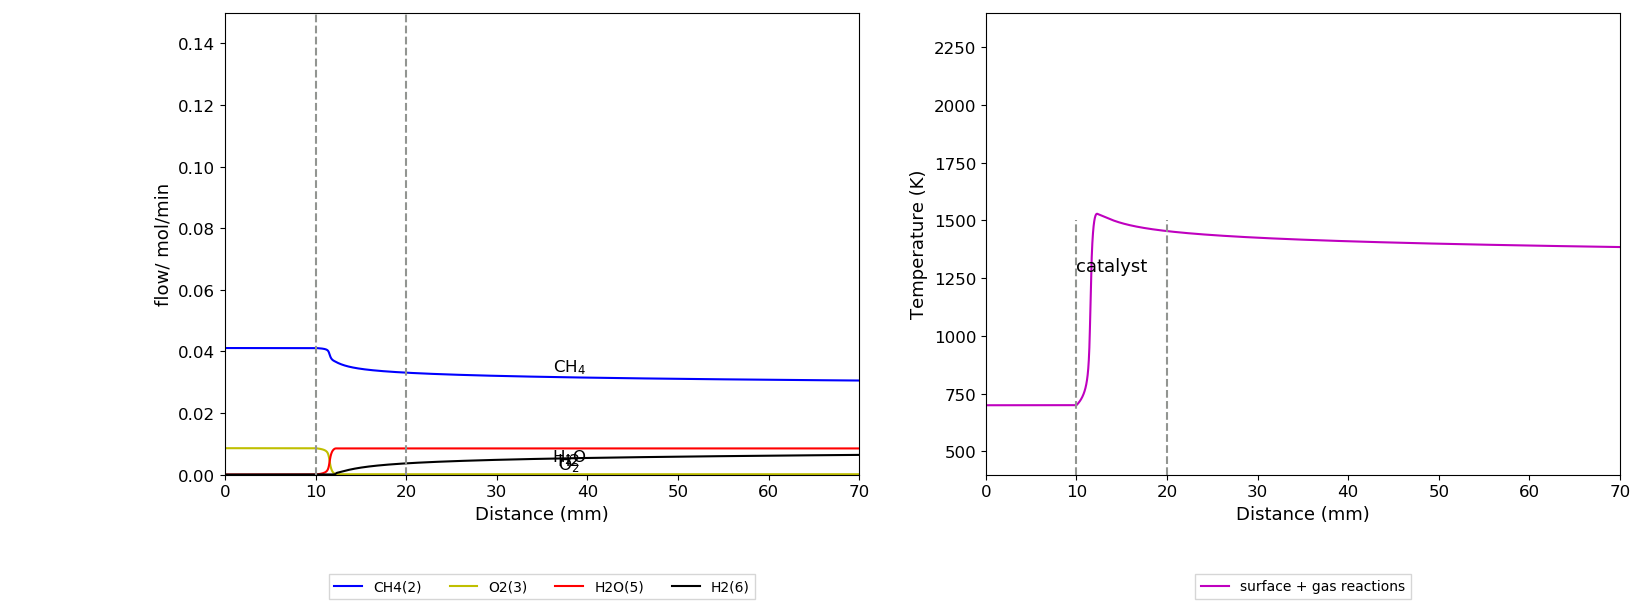 0.14
0.12
0.10
0.08
0.06
0.04
0.02
0.00
flow/ mol/min
CH4
H2O
O2
0 10 20 30 40 50 60 70
Distance (mm)
CH4(2) O2(3) H2O(5) H2(6)
2250
2000
1750
1500
1250
1000
750
500
Temperature (K)
catalyst
0 10 20 30 40 50 60 70
Distance (mm)
surface + gas reactions